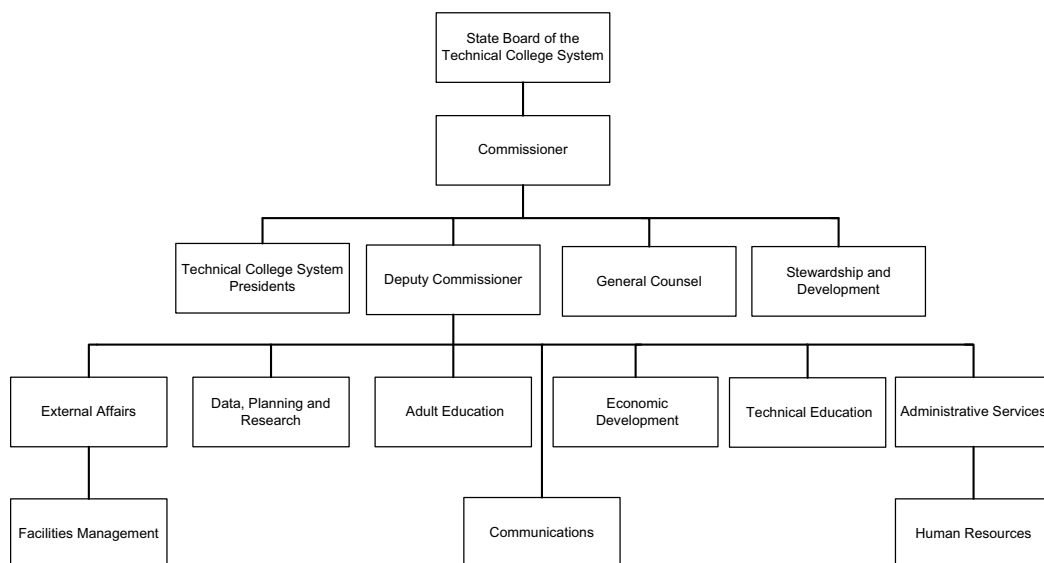 State Board of the
Technical College System
Commissioner
Technical College System
Presidents
Deputy Commissioner
General Counsel
Stewardship and
Development
External Affairs
Data, Planning and
Research
Adult Education
Economic
Development
Technical Education
Administrative Services
Facilities Management
Communications
Human Resources